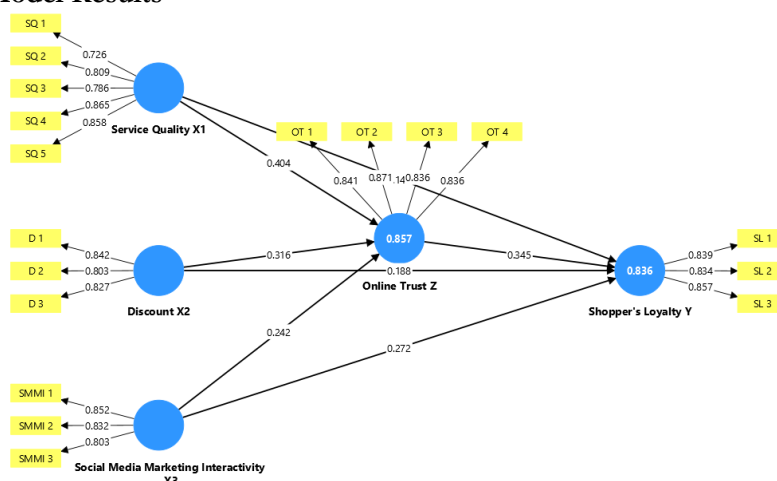 SQ 1
SQ 2
SQ 3
SQ 4
SQ 5
0.726
0.809
0.786
0.865
0.858
Service Quality X1
OT 1
OT 2
OT 3
OT 4
0.841
0.871
0.836
0.836
0.404
D 1
D 2
D 3
0.842
0.803
0.827
Discount X2
0.316
0.857
Online Trust Z
0.345
0.188
0.836
Shopper's Loyalty Y
SL 1
SL 2
SL 3
0.839
0.834
0.857
0.242
0.272
SMMI 1
SMMI 2
SMMI 3
0.852
0.832
0.803
Social Media Marketing Interactivity